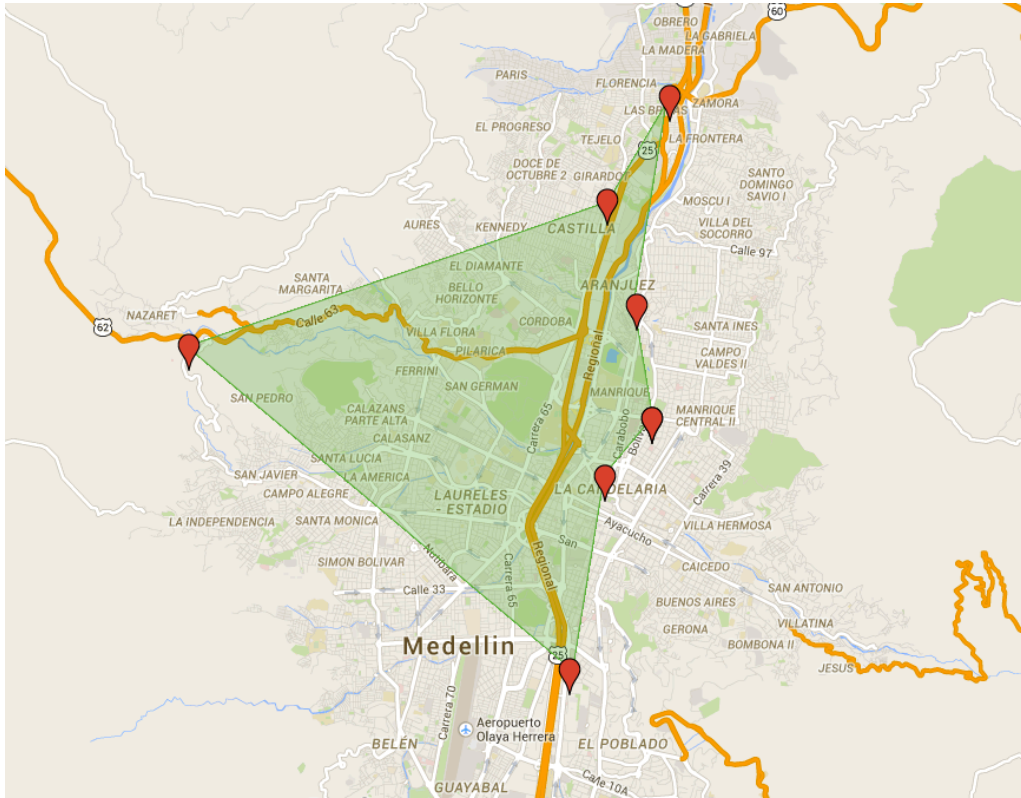 60
OBRERO
LA GABRIELA
LA MADERA
PARIS
FLORENCIA
LAS BRISAS
ZAMORA
EL PROGRESO
TEJELO
LA FRONTERA
25
DOCE DE
OCTUBRE 2
GIRARDOT
SANTO
DOMINGO
SAVIO I
MOSCU I
AURES
KENNEDY
CASTILLA
VILLA DEL
SOCORRO
Calle 97
EL DIAMANTE
SANTA
MARGARITA
BELLO
HORIZONTE
ARANJUEZ
NAZARET
62
Calle 63
CORDOBA
SANTA INES
VILLA FLORA
PILARICA
Regional
CAMPO
VALDES II
FERRINI
SAN GERMAN
SAN PEDRO
MANRIQUE
CALAZANS
PARTE ALTA
Carrera 65
Carabobo
Bolivar
MANRIQUE
CENTRAL II
CALASANZ
SANTA LUCIA
SAN JAVIER
LA AMERICA
Carrera 39
CAMPO ALEGRE
LAURELES
- ESTADIO
LA CANDELARIA
LA INDEPENDENCIA
SANTA MONICA
Ayacucho
VILLA HERMOSA
San
SIMON BOLIVAR
Nutibara
Carrera 65
Regional
CAICEDO
Calle 33
SAN ANTONIO
BUENOS AIRES
VILLATINA
GERONA
BOMBONA II
Medellin
25
JESUS
Carrera 70
Aeropuerto
Olaya Herrera
BELÉN
EL POBLADO
GUAYABAL
Calle 10A